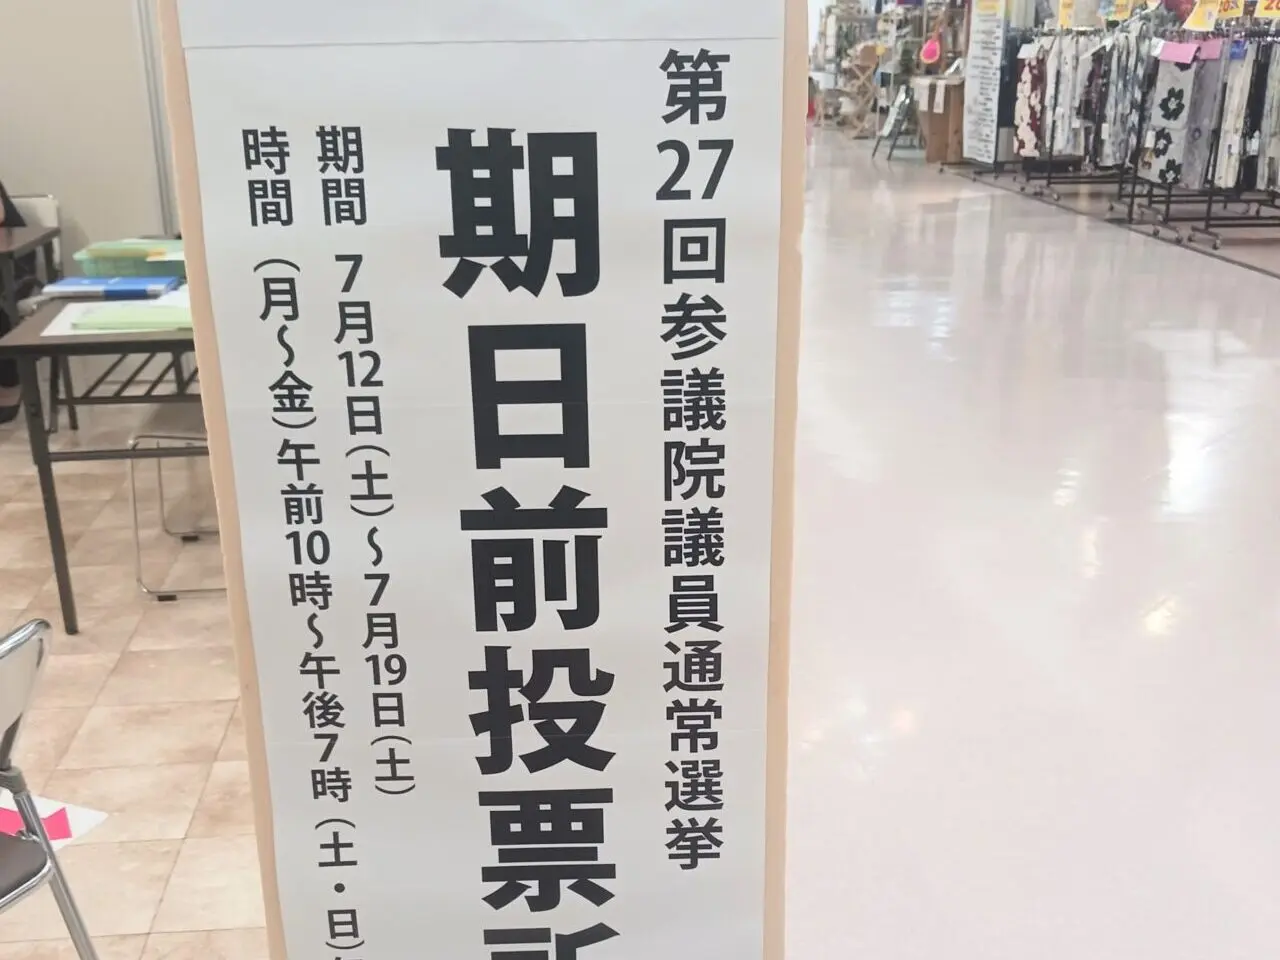 第27回参議院議員通常選挙
期日前投票所
期間 7月12日(土)～7月19日(土)
時間 (月～金)午前10時～午後7時(土・日)